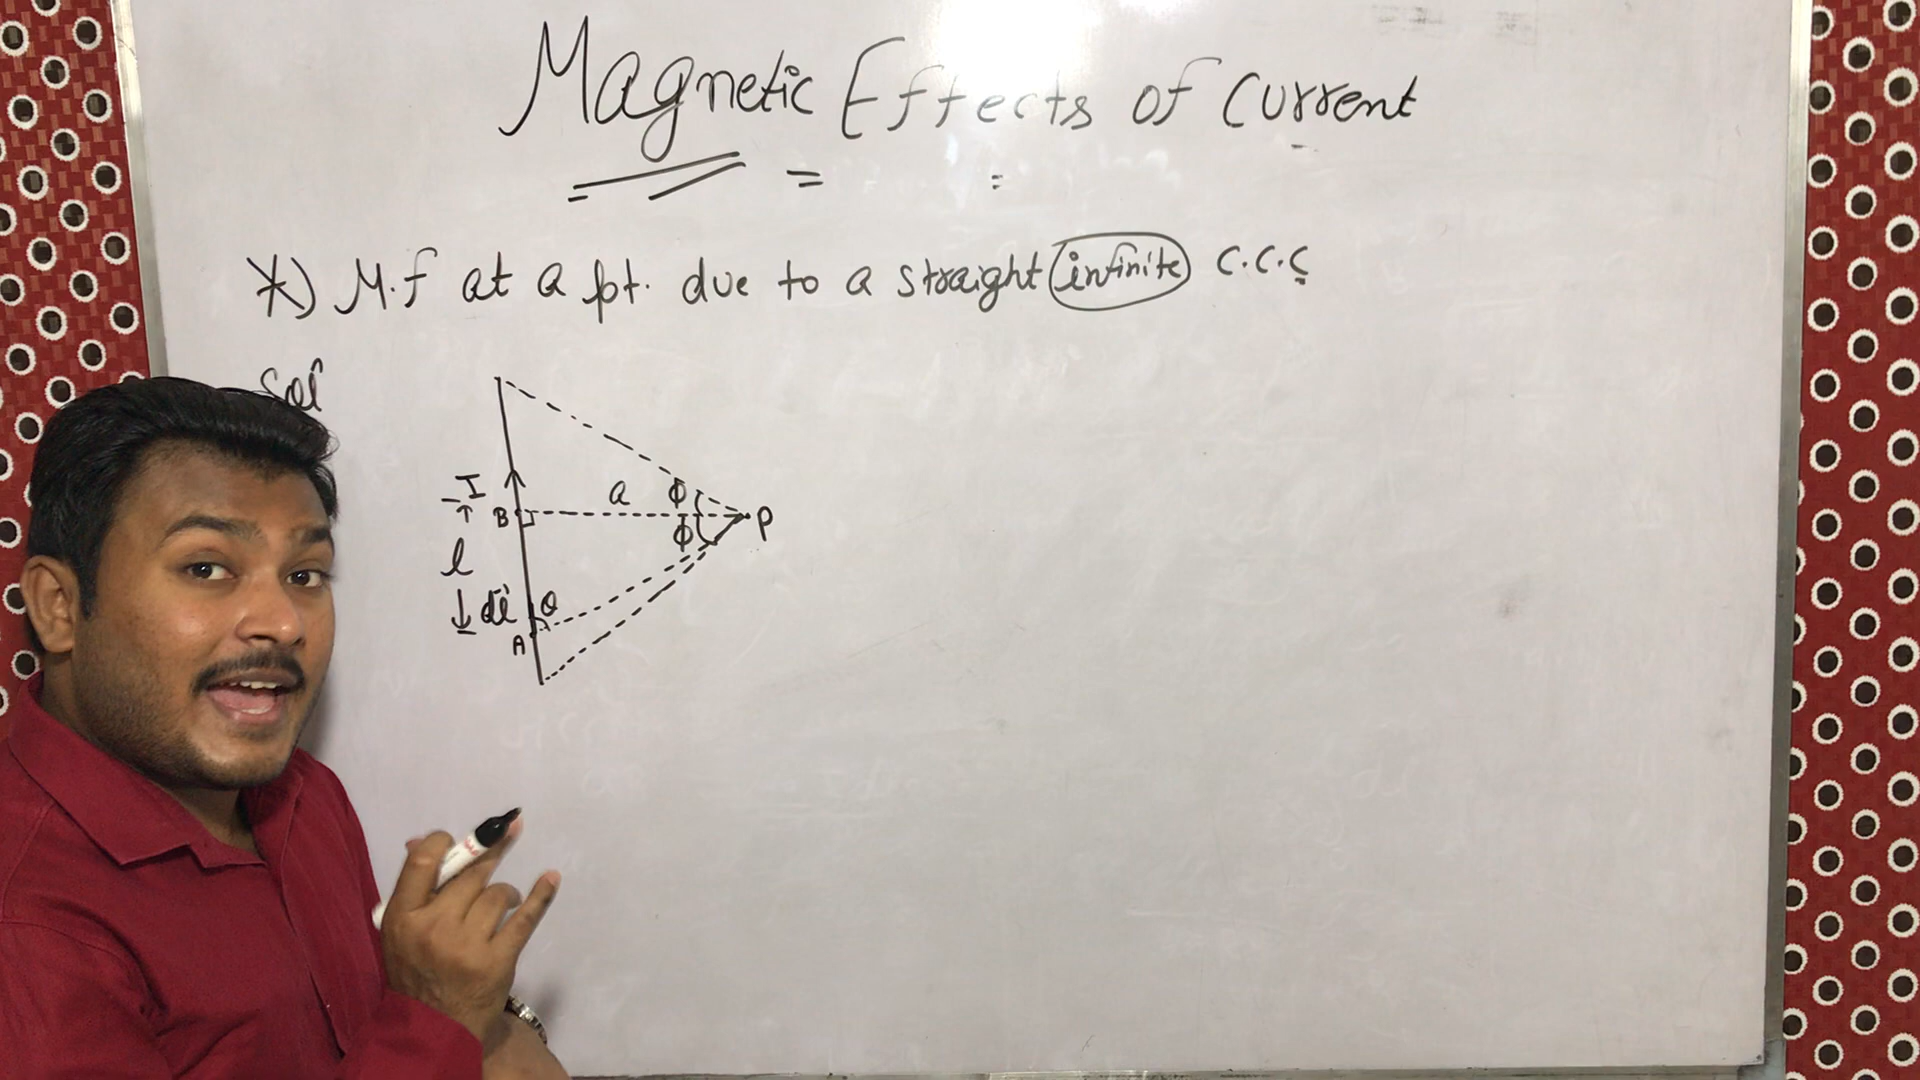 Magnetic Effects of Current
*) M.f at a pt. due to a straight infinite C.C.C
Sol
I
B
a
Φ
Φ
P
l
dl
θ
A